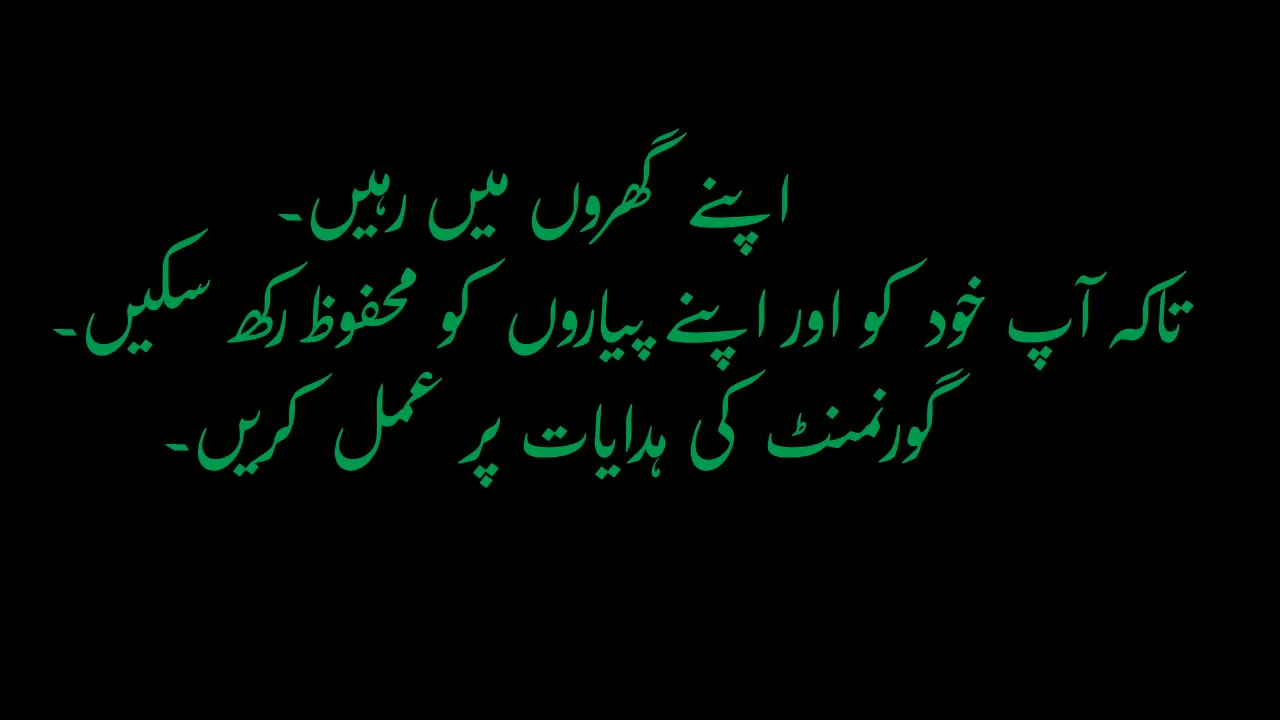 اپنے گھروں میں رہیں۔
تاکہ آپ خود کو اور اپنے پیاروں کو محفوظ رکھ سکیں۔
گورنمنٹ کی ہدایات پر عمل کریں۔